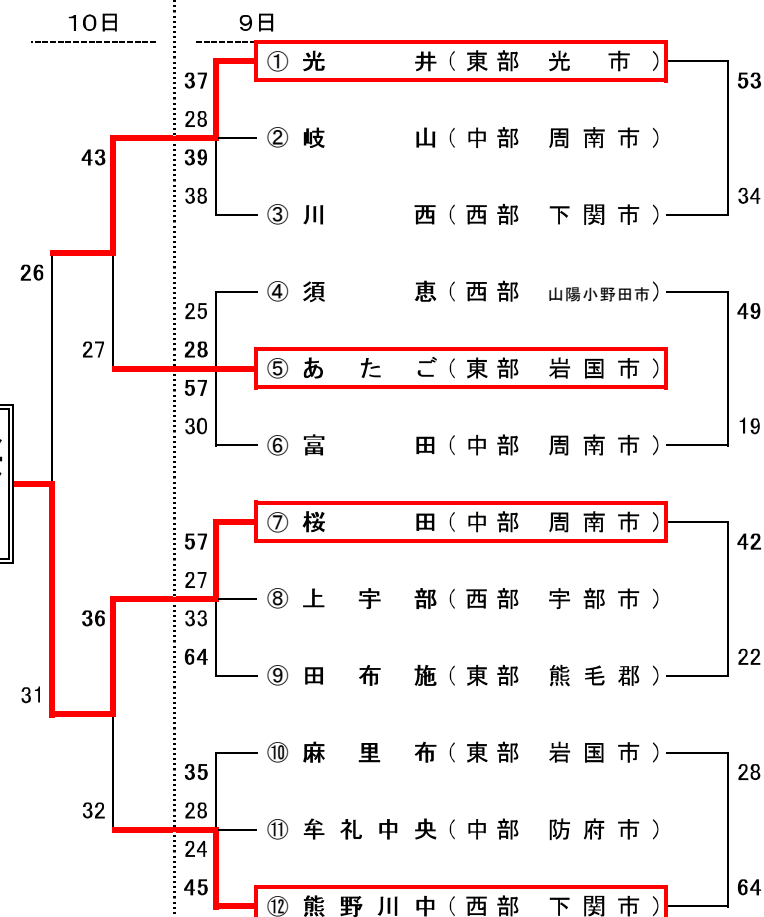 10日 9日
① 光 井 ( 東部 光 市 )
37 53
28
② 岐 山 ( 中部 周南市 )
43 39
38 34
③ 川 西 ( 西部 下関市 )
26
④ 須 恵 ( 西部 山陽小野田市 )
25 49
27 28
⑤ あ た ご ( 東部 岩国市 )
57
30 19
⑥ 富 田 ( 中部 周南市 )
⑦ 桜 田 ( 中部 周南市 )
57 42
27
⑧ 上 宇 部 ( 西部 宇部市 )
36 33
64 22
⑨ 田 布 施 ( 東部 熊毛郡 )
31
⑩ 麻 里 布 ( 東部 岩国市 )
35 28
32 28
⑪ 牟礼中央 ( 中部 防府市 )
24
45 64
⑫ 熊野川中 ( 西部 下関市 )